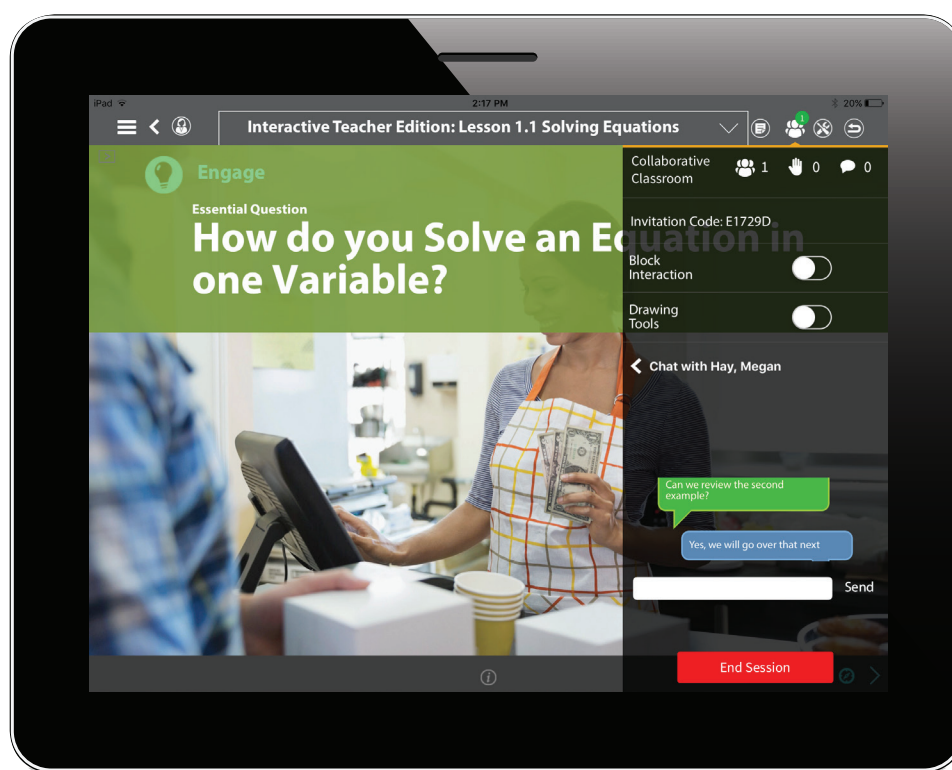 iPad
2:17 PM
20%
Interactive Teacher Edition: Lesson 1.1 Solving Equations
1
Engage
Essential Question
How do you Solve an Equation in
one Variable?
Collaborative
Classroom
1
0
0
Invitation Code: E1729D
Block
Interaction
Drawing
Tools
Chat with Hay, Megan
Can we review the second
example?
Yes, we will go over that next
Send
End Session